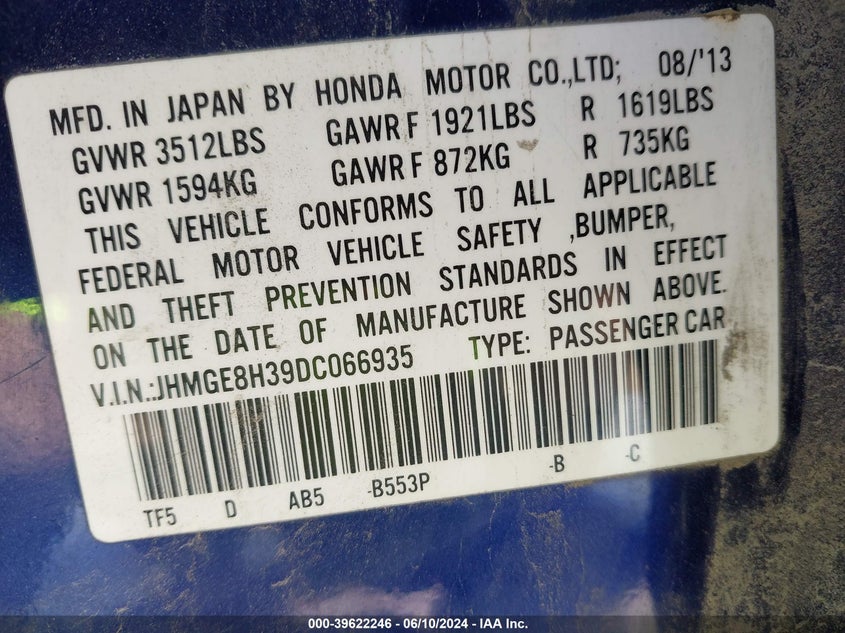 MFD. IN JAPAN BY HONDA MOTOR CO.,LTD; 08/'13
GVWR 3512LBS GAWR F 1921LBS R 1619LBS
GVWR 1594KG GAWR F 872KG R 735KG
THIS VEHICLE CONFORMS TO ALL APPLICABLE
FEDERAL MOTOR VEHICLE SAFETY ,BUMPER,
AND THEFT PREVENTION STANDARDS IN EFFECT
ON THE DATE OF MANUFACTURE SHOWN ABOVE.
V.I.N.:JHMGE8H39DC066935 TYPE: PASSENGER CAR
TF5 D AB5 -B553P -B -C
000-39622246 - 06/10/2024 - IAA Inc.